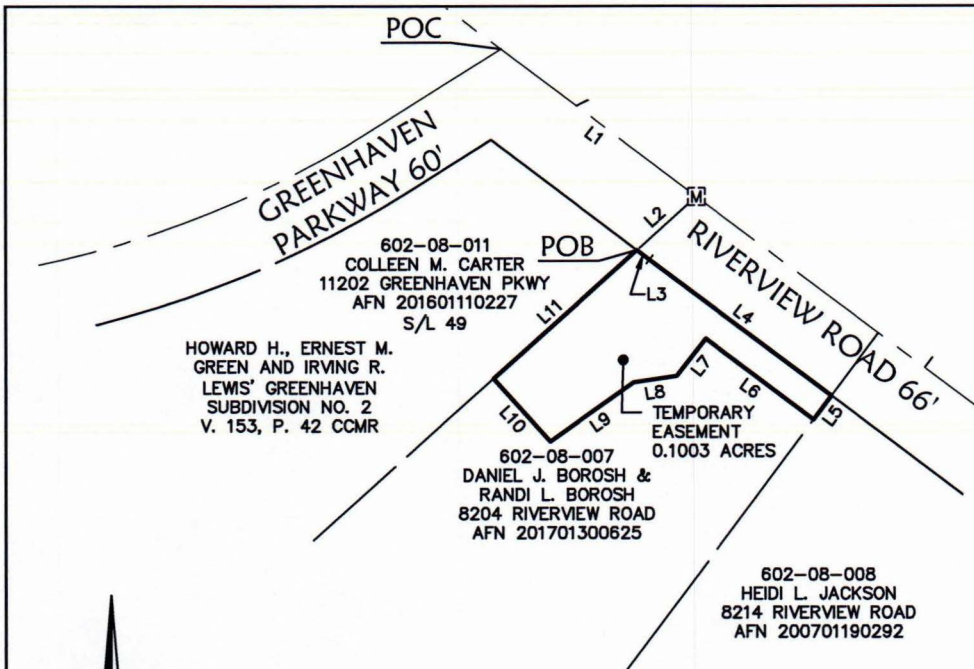 POC
L1
GREENHAVEN
PARKWAY 60'
M
L2
602-08-011
COLLEEN M. CARTER
11202 GREENHAVEN PKWY
AFN 201601110227
S/L 49
POB
RIVERVIEW ROAD 66'
L3
L4
L11
HOWARD H., ERNEST M.
GREEN AND IRVING R.
LEWIS' GREENHAVEN
SUBDIVISION NO. 2
V. 153, P. 42 CCMR
L7
L6
L8
L5
L9
L10
TEMPORARY
EASEMENT
0.1003 ACRES
602-08-007
DANIEL J. BOROSH &
RANDI L. BOROSH
8204 RIVERVIEW ROAD
AFN 201701300625
602-08-008
HEIDI L. JACKSON
8214 RIVERVIEW ROAD
AFN 200701190292